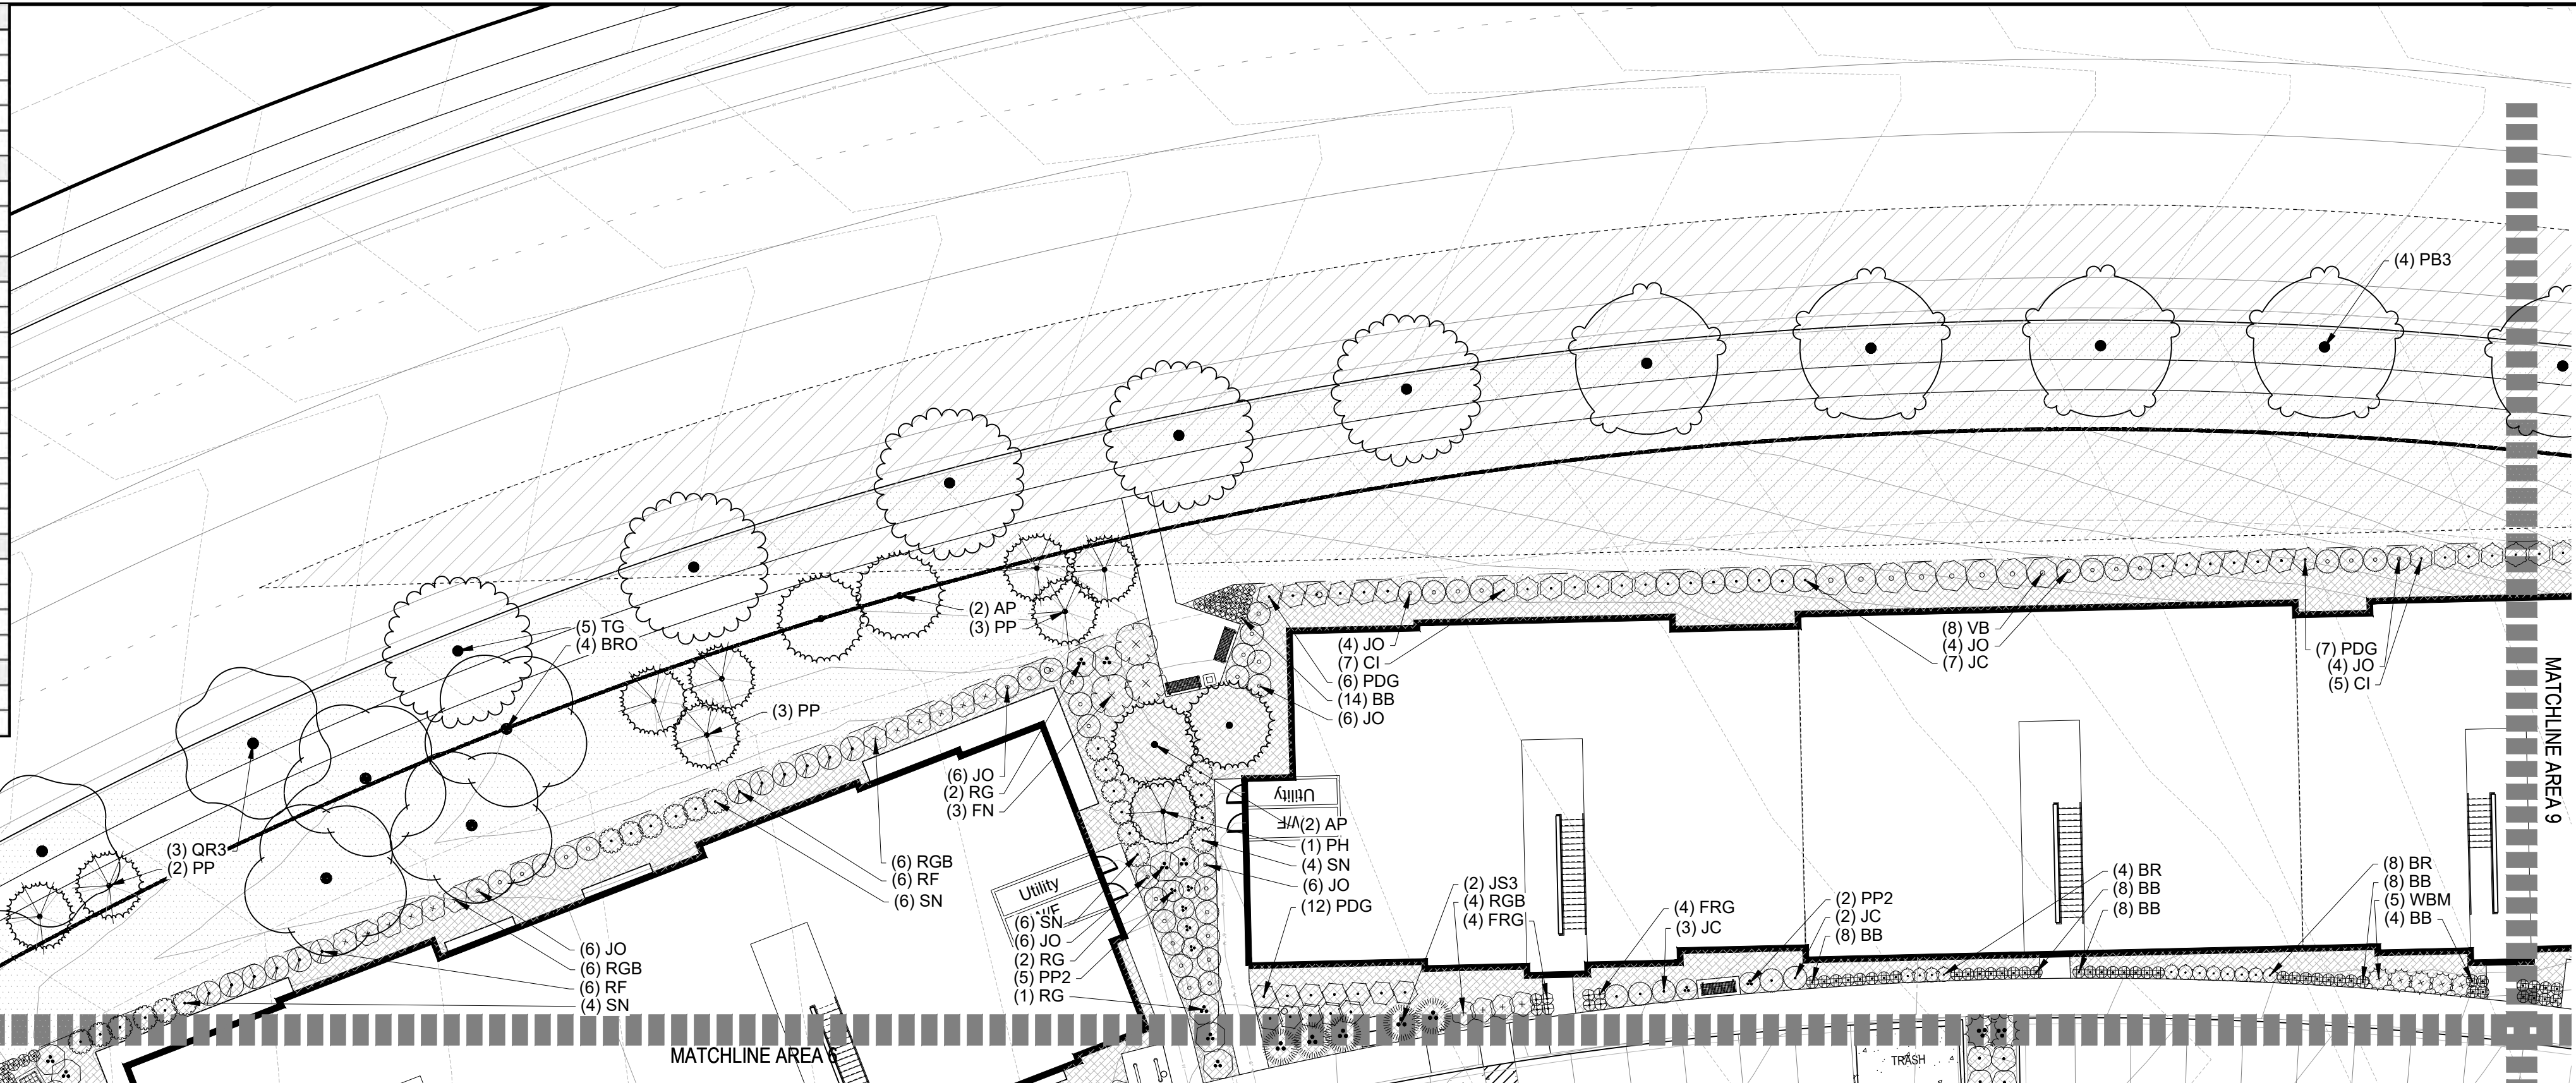 (4) PB3
(5) TG
(4) BRO
(2) AP
(3) PP
(3) PP
(3) QR3
(2) PP
(6) JO
(2) RG
(3) FN
(6) RGB
(6) RF
(6) SN
(6) JO
(6) RGB
(6) RF
(4) SN
Utility
(6) SN
(6) JO
(2) RG
(5) PP2
(1) RG
(4) JO
(7) CI
(6) PDG
(14) BB
(6) JO
Utility
V/F
(2) AP
(1) PH
(4) SN
(6) JO
(12) PDG
(2) JS3
(4) RGB
(4) FRG
(4) FRG
(3) JC
(8) VB
(4) JO
(7) JC
(2) PP2
(2) JC
(8) BB
(4) BR
(8) BB
(8) BB
(7) PDG
(4) JO
(5) CI
(8) BR
(8) BB
(5) WBM
(4) BB
MATCHLINE AREA 9
MATCHLINE AREA
TRASH